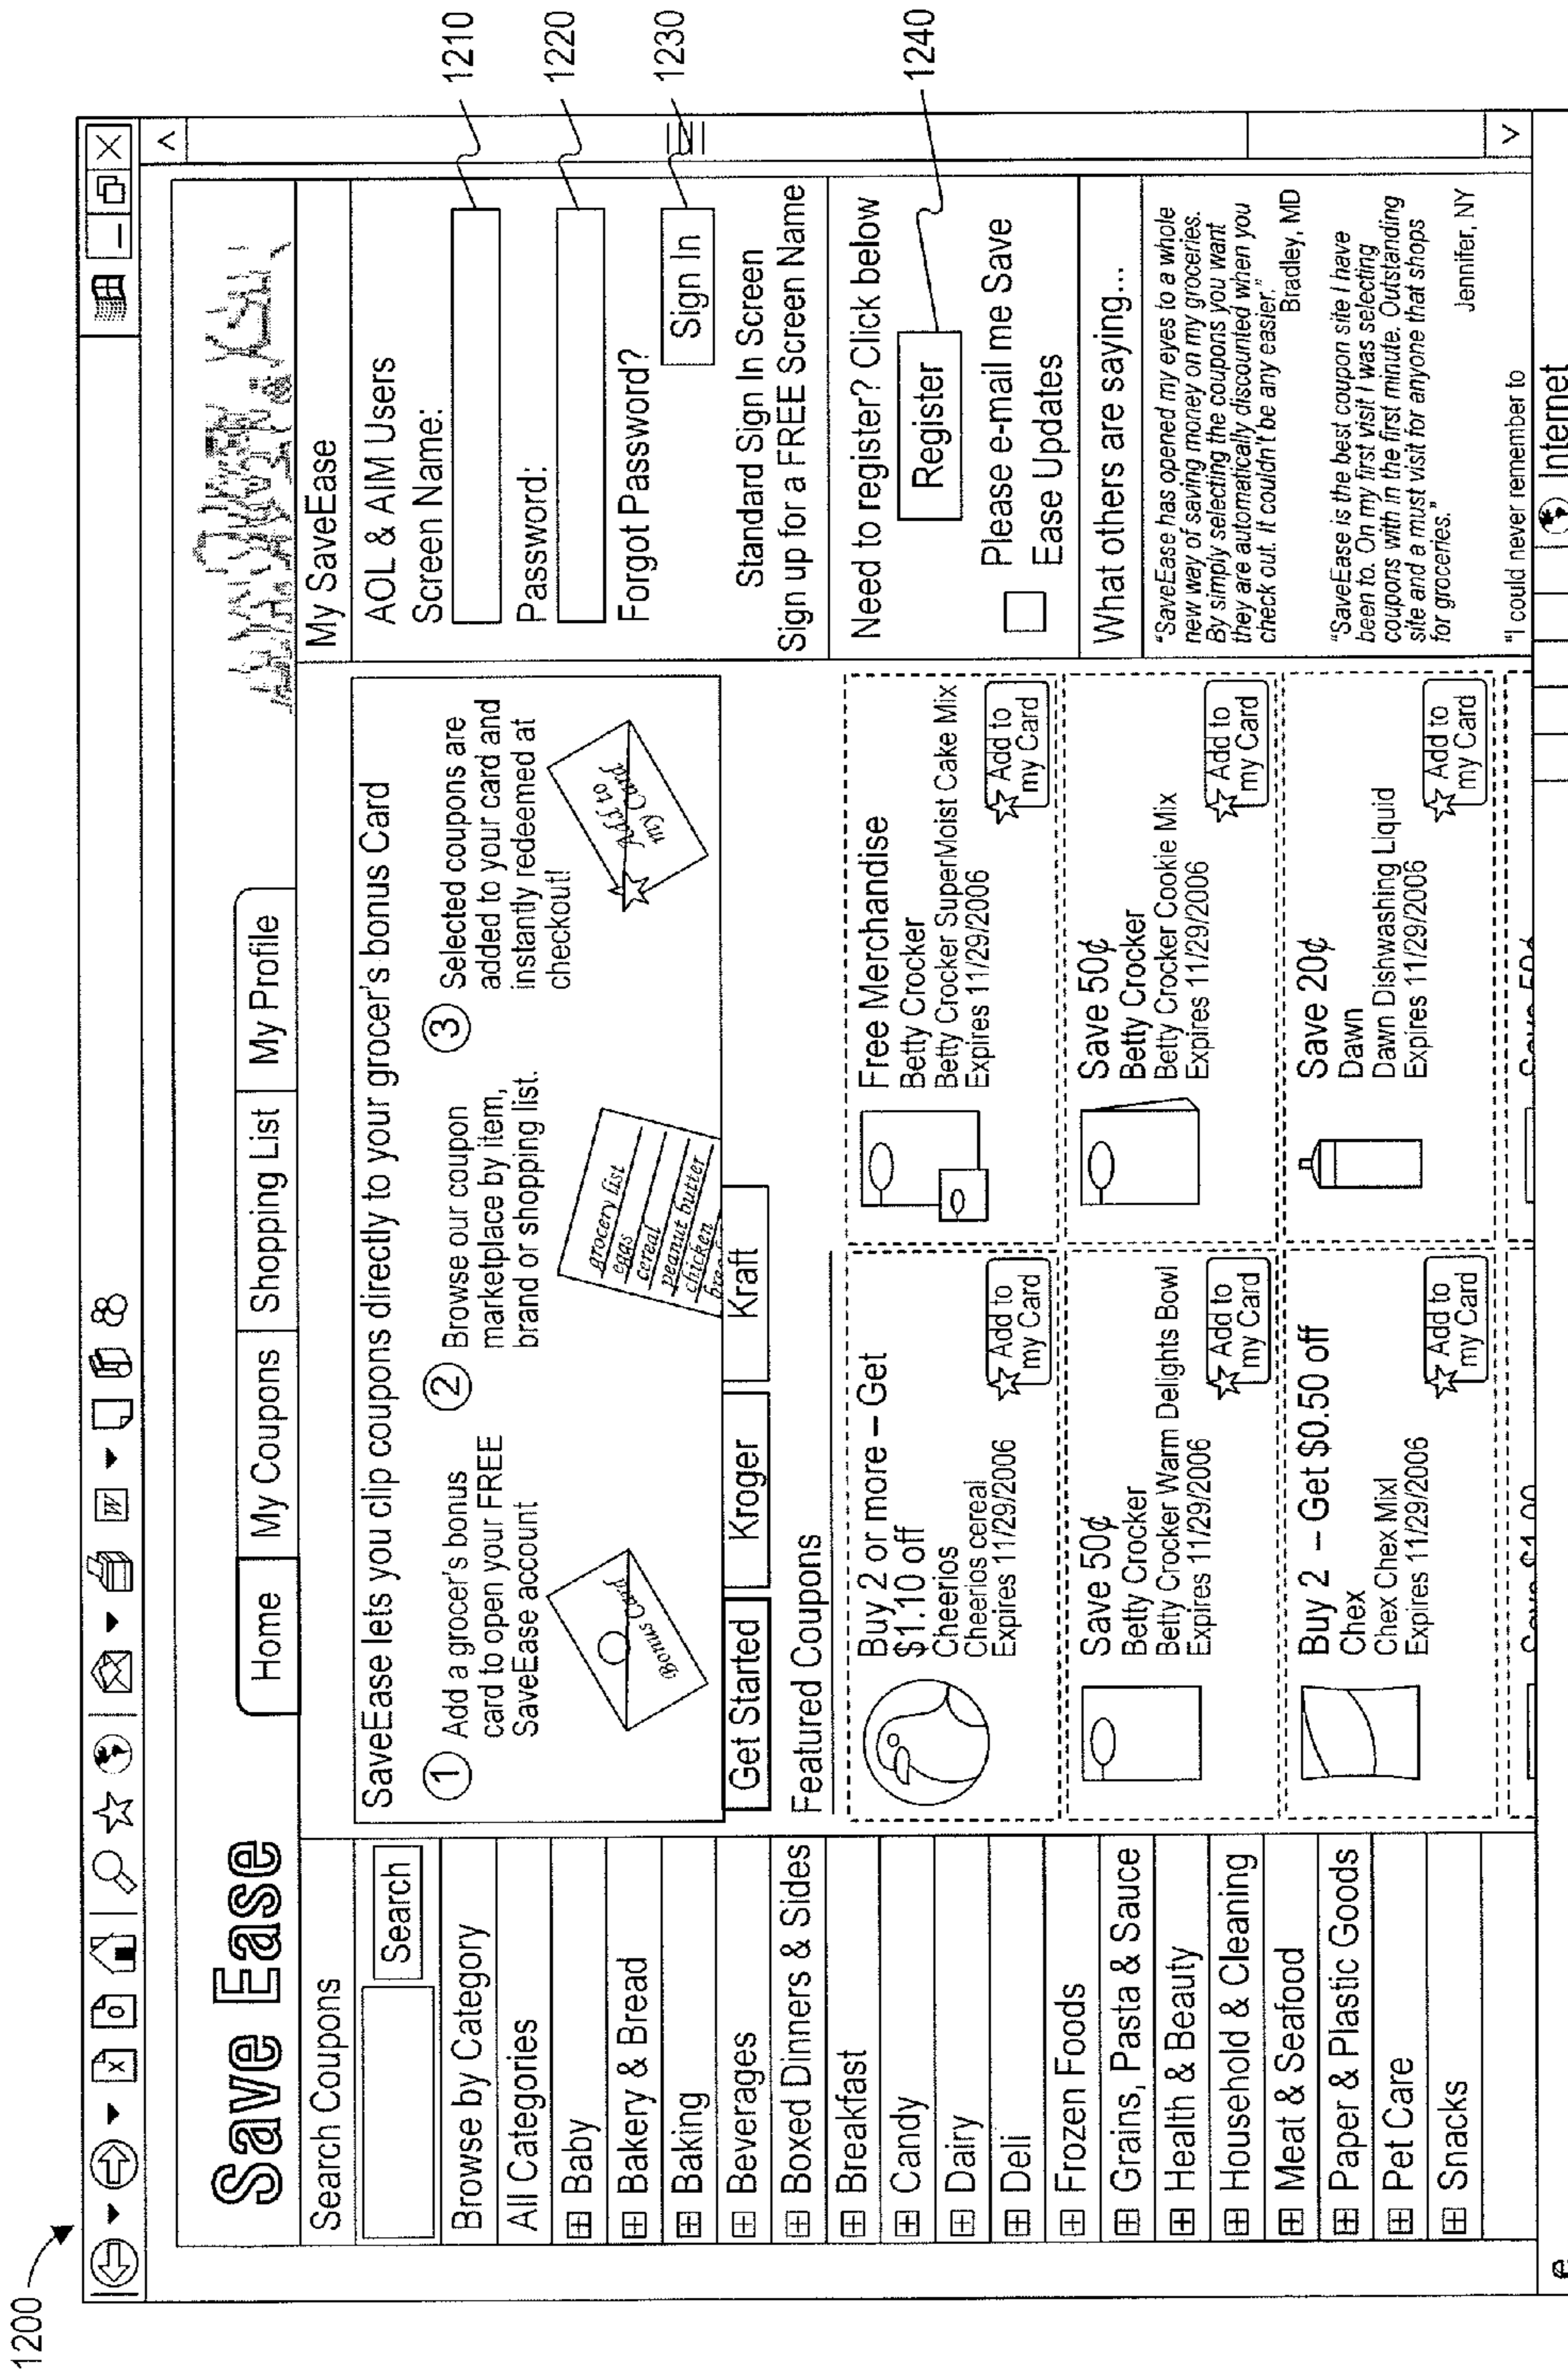 1200
Save Ease
Home
My Coupons
Shopping List
My Profile
Search Coupons
Search
Browse by Category
All Categories
Baby
Bakery & Bread
Baking
Beverages
Boxed Dinners & Sides
Breakfast
Candy
Dairy
Deli
Frozen Foods
Grains, Pasta & Sauce
Health & Beauty
Household & Cleaning
Meat & Seafood
Paper & Plastic Goods
Pet Care
Snacks
SaveEase lets you clip coupons directly to your grocer's bonus Card
1 Add a grocer's bonus
card to open your FREE
SaveEase account
Bonus Card
2 Browse our coupon
marketplace by item,
brand or shopping list.
grocery list
eggs
cereal
peanut butter
chicken
3 Selected coupons are
added to your card and
instantly redeemed at
checkout!
Add to
my Card
Get Started
Kroger
Kraft
Featured Coupons
Buy 2 or more – Get
$1.10 off
Cheerios
Cheerios cereal
Expires 11/29/2006
Add to
my Card
Free Merchandise
Betty Crocker
Betty Crocker SuperMoist Cake Mix
Expires 11/29/2006
Add to
my Card
Save 50¢
Betty Crocker
Betty Crocker Warm Delights Bowl
Expires 11/29/2006
Add to
my Card
Save 50¢
Betty Crocker
Betty Crocker Cookie Mix
Expires 11/29/2006
Add to
my Card
Buy 2 – Get $0.50 off
Chex
Chex Chex Mixl
Expires 11/29/2006
Add to
my Card
Save 20¢
Dawn
Dawn Dishwashing Liquid
Expires 11/29/2006
Add to
my Card
Save $1.00
Save 50¢
My SaveEase
AOL & AIM Users
Screen Name:
1210
Password:
1220
Forgot Password?
Sign In
1230
Standard Sign In Screen
Sign up for a FREE Screen Name
Need to register? Click below
Register
1240
Please e-mail me Save
Ease Updates
What others are saying...
"SaveEase has opened my eyes to a whole
new way of saving money on my groceries.
By simply selecting the coupons you want
they are automatically discounted when you
check out. It couldn't be any easier."
Bradley, MD
"SaveEase is the best coupon site I have
been to. On my first visit I was selecting
coupons with in the first minute. Outstanding
site and a must visit for anyone that shops
for groceries."
Jennifer, NY
"I could never remember to
Internet